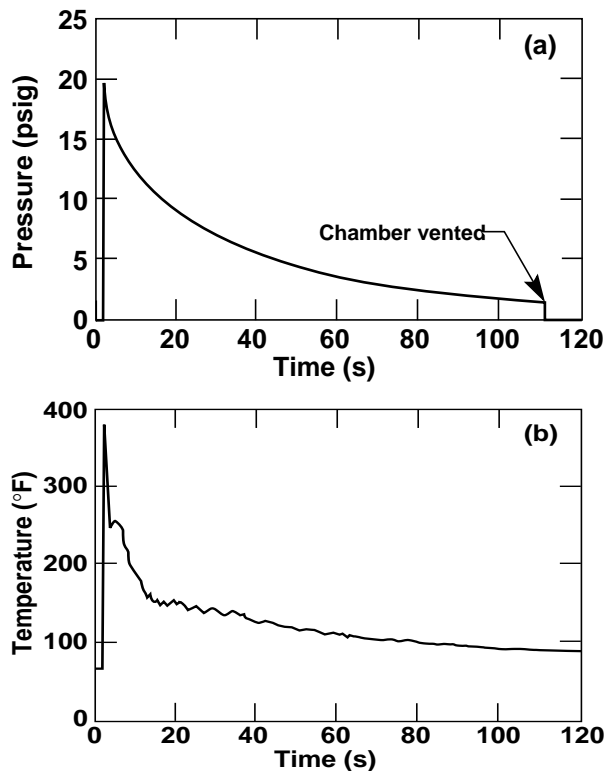 25
(a)
20
Pressure (psig)
15
10
Chamber vented
5
0
0 20 40 60 80 100 120
Time (s)
400
(b)
300
Temperature (°F)
200
100
0
0 20 40 60 80 100 120
Time (s)